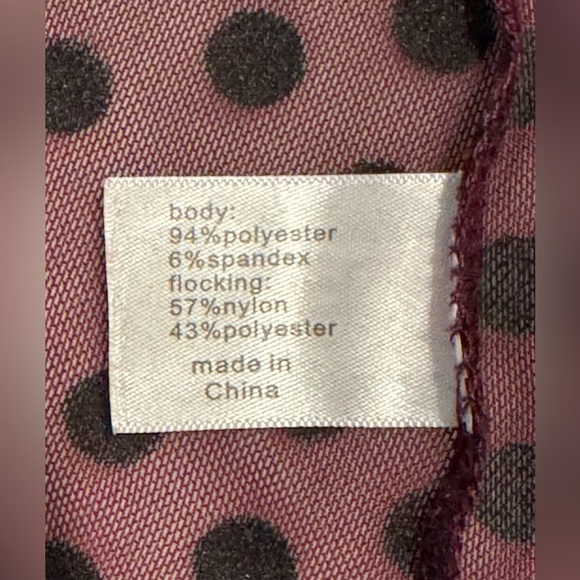 body:
94%polyester
6%spandex
flocking:
57%nylon
43%polyester
made in
China